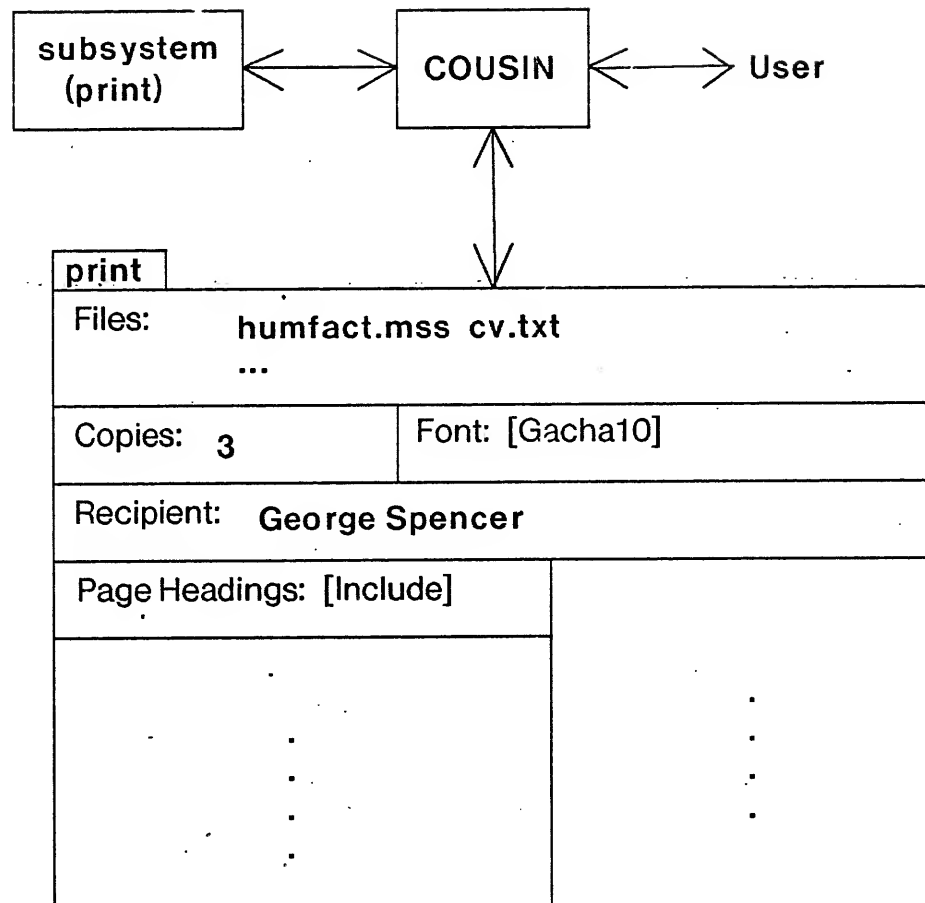 subsystem
(print)
COUSIN
User
print
Files: humfact.mss cv.txt
...
Copies: 3
Font: [Gacha10]
Recipient: George Spencer
Page Headings: [Include]